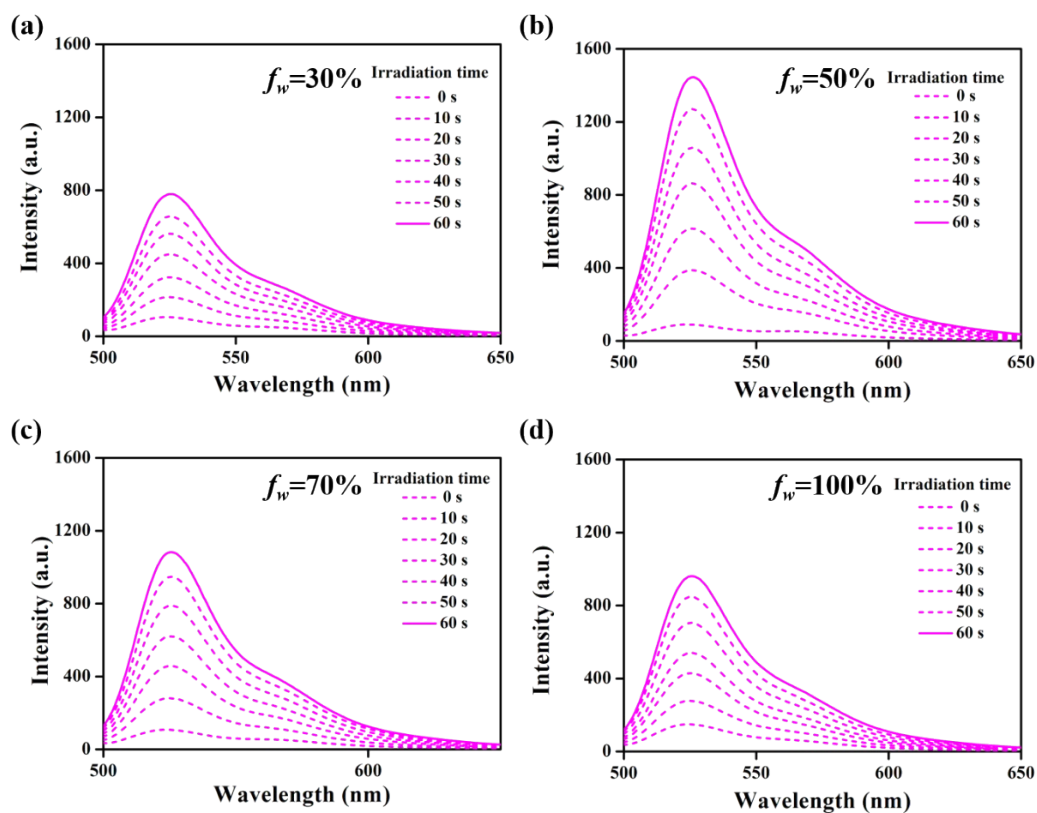 (a)
1600
1200
800
400
0
Intensity (a.u.)
f_w=30%
Irradiation time
0 s
10 s
20 s
30 s
40 s
50 s
60 s
500
550
600
650
Wavelength (nm)
(b)
1600
1200
800
400
0
Intensity (a.u.)
f_w=50%
Irradiation time
0 s
10 s
20 s
30 s
40 s
50 s
60 s
500
550
600
650
Wavelength (nm)
(c)
1600
1200
800
400
0
Intensity (a.u.)
f_w=70%
Irradiation time
0 s
10 s
20 s
30 s
40 s
50 s
60 s
500
600
Wavelength (nm)
(d)
1600
1200
800
400
0
Intensity (a.u.)
f_w=100%
Irradiation time
0 s
10 s
20 s
30 s
40 s
50 s
60 s
500
550
600
650
Wavelength (nm)